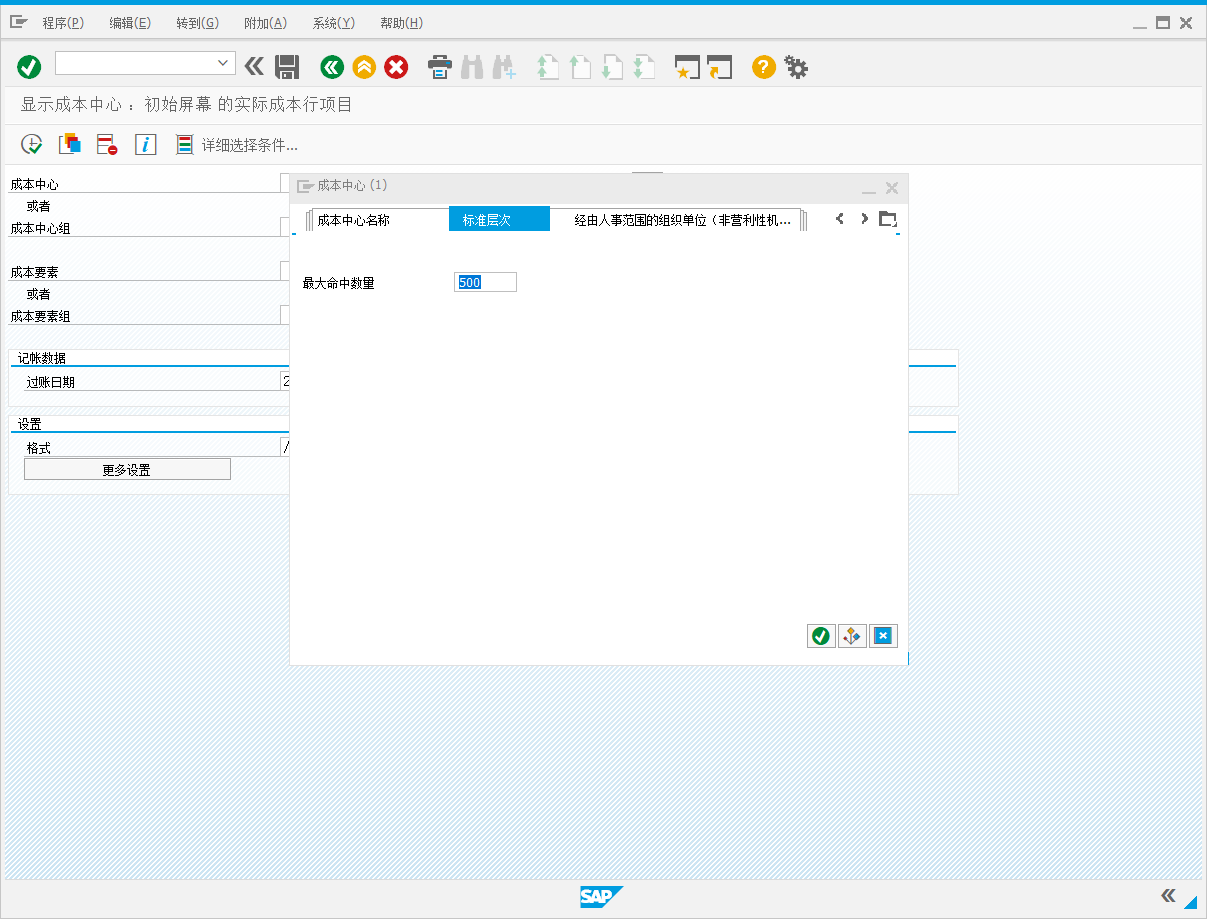 程序(P) 编辑(E) 转到(G) 附加(A) 系统(Y) 帮助(H)
显示成本中心 ： 初始屏幕 的实际成本行项目
详细选择条件...
成本中心
或者
成本中心组
成本要素
或者
成本要素组
记帐数据
过账日期 2
设置
格式 /
更多设置
成本中心 (1)
成本中心名称 标准层次 经由人事范围的组织单位（非营利性机...
最大命中数量 500
SAP